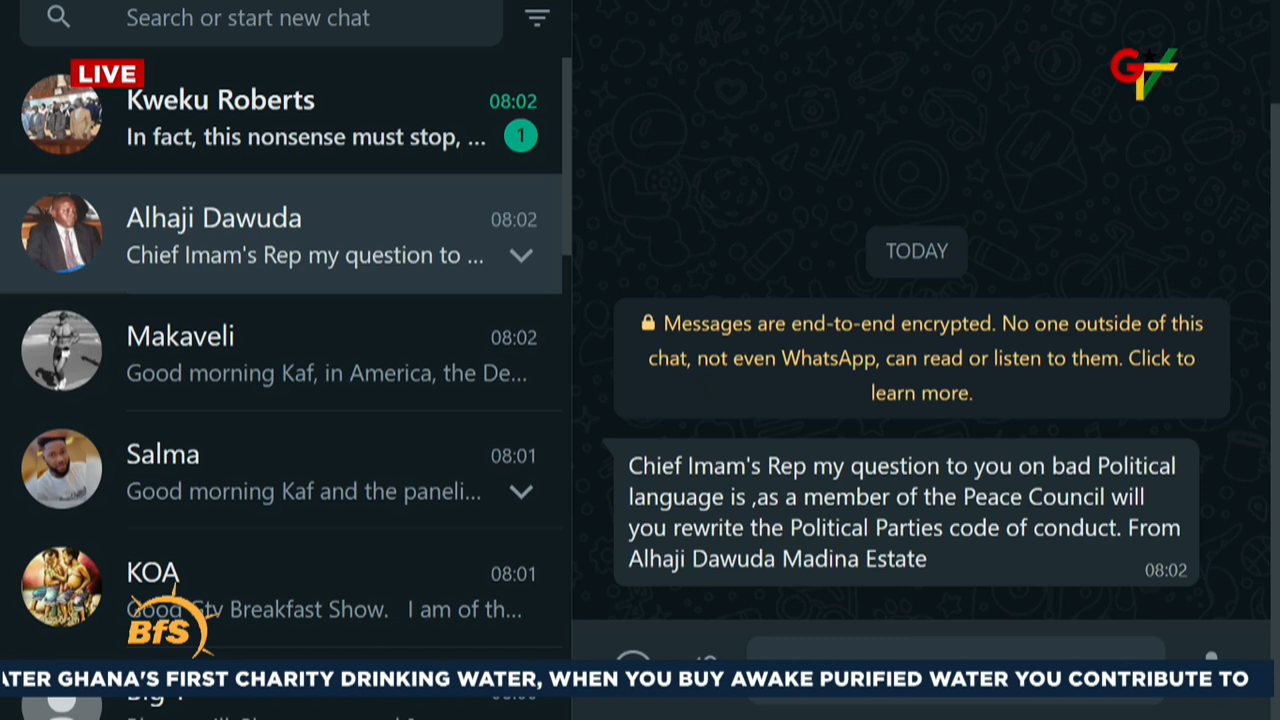 Search or start new chat
LIVE
Kweku Roberts
08:02
In fact, this nonsense must stop, ...
1
Alhaji Dawuda
08:02
Chief Imam's Rep my question to ...
Makaveli
08:02
Good morning Kaf, in America, the De...
Salma
08:01
Good morning Kaf and the paneli...
KOA
08:01
Good Gtv Breakfast Show. I am of th...
BfS
GTV
TODAY
Messages are end-to-end encrypted. No one outside of this
chat, not even WhatsApp, can read or listen to them. Click to
learn more.
Chief Imam's Rep my question to you on bad Political
language is ,as a member of the Peace Council will
you rewrite the Political Parties code of conduct. From
Alhaji Dawuda Madina Estate
08:02
ATER GHANA'S FIRST CHARITY DRINKING WATER, WHEN YOU BUY AWAKE PURIFIED WATER YOU CONTRIBUTE TO